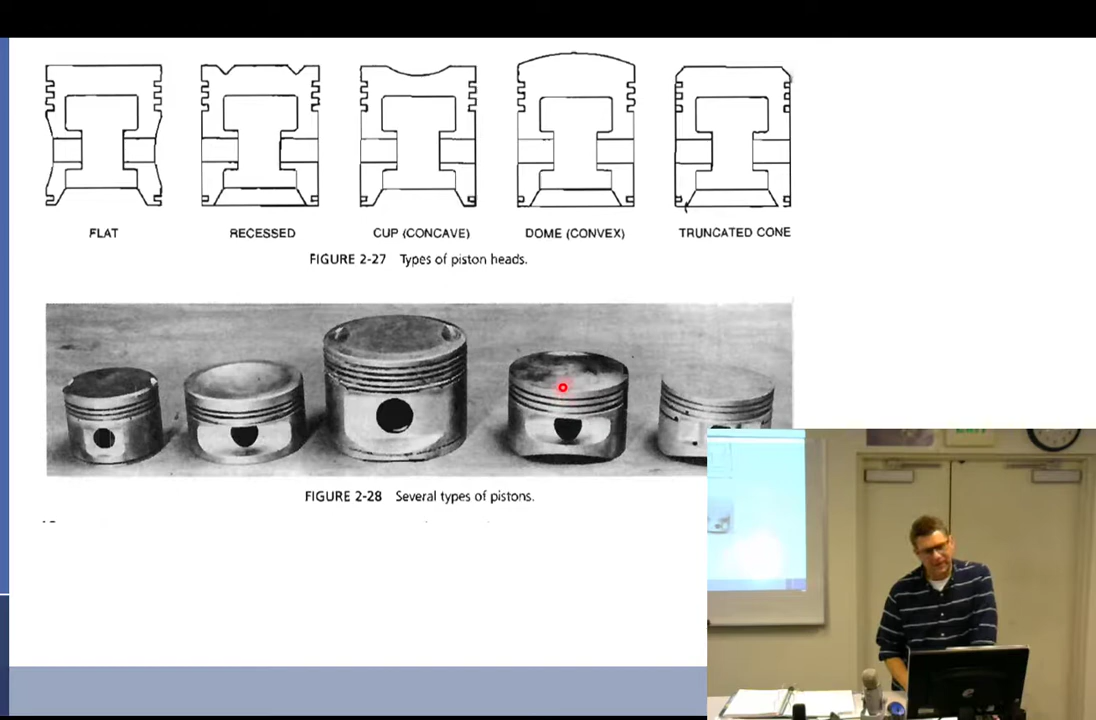 FLAT RECESSED CUP (CONCAVE) DOME (CONVEX) TRUNCATED CONE
FIGURE 2-27 Types of piston heads.
FIGURE 2-28 Several types of pistons.
EXIT